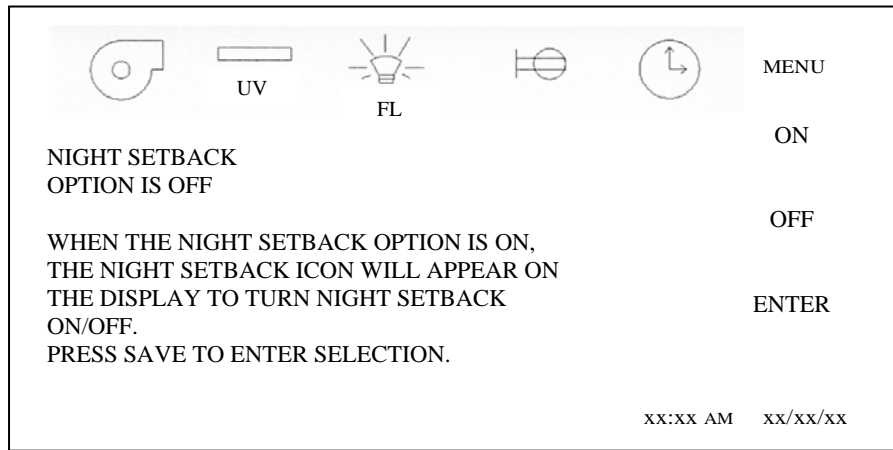 UV
FL
MENU
ON
NIGHT SETBACK
OPTION IS OFF
OFF
WHEN THE NIGHT SETBACK OPTION IS ON,
THE NIGHT SETBACK ICON WILL APPEAR ON
THE DISPLAY TO TURN NIGHT SETBACK
ON/OFF.
PRESS SAVE TO ENTER SELECTION.
ENTER
xx:xx AM xx/xx/xx